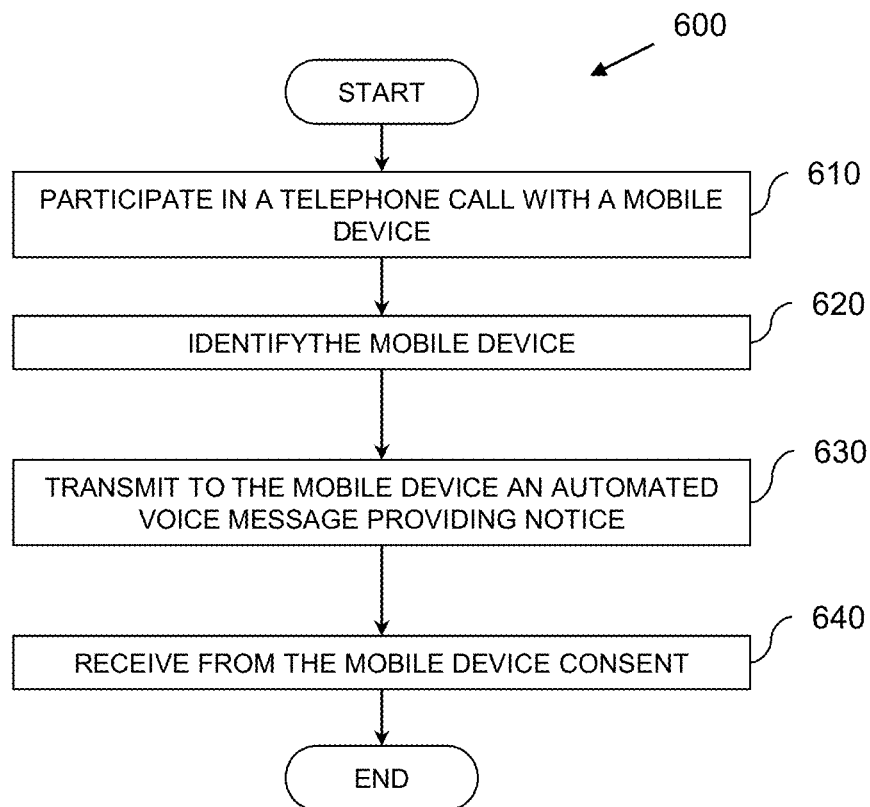 600
START
PARTICIPATE IN A TELEPHONE CALL WITH A MOBILE
DEVICE
610
IDENTIFYTHE MOBILE DEVICE
620
TRANSMIT TO THE MOBILE DEVICE AN AUTOMATED
VOICE MESSAGE PROVIDING NOTICE
630
RECEIVE FROM THE MOBILE DEVICE CONSENT
640
END